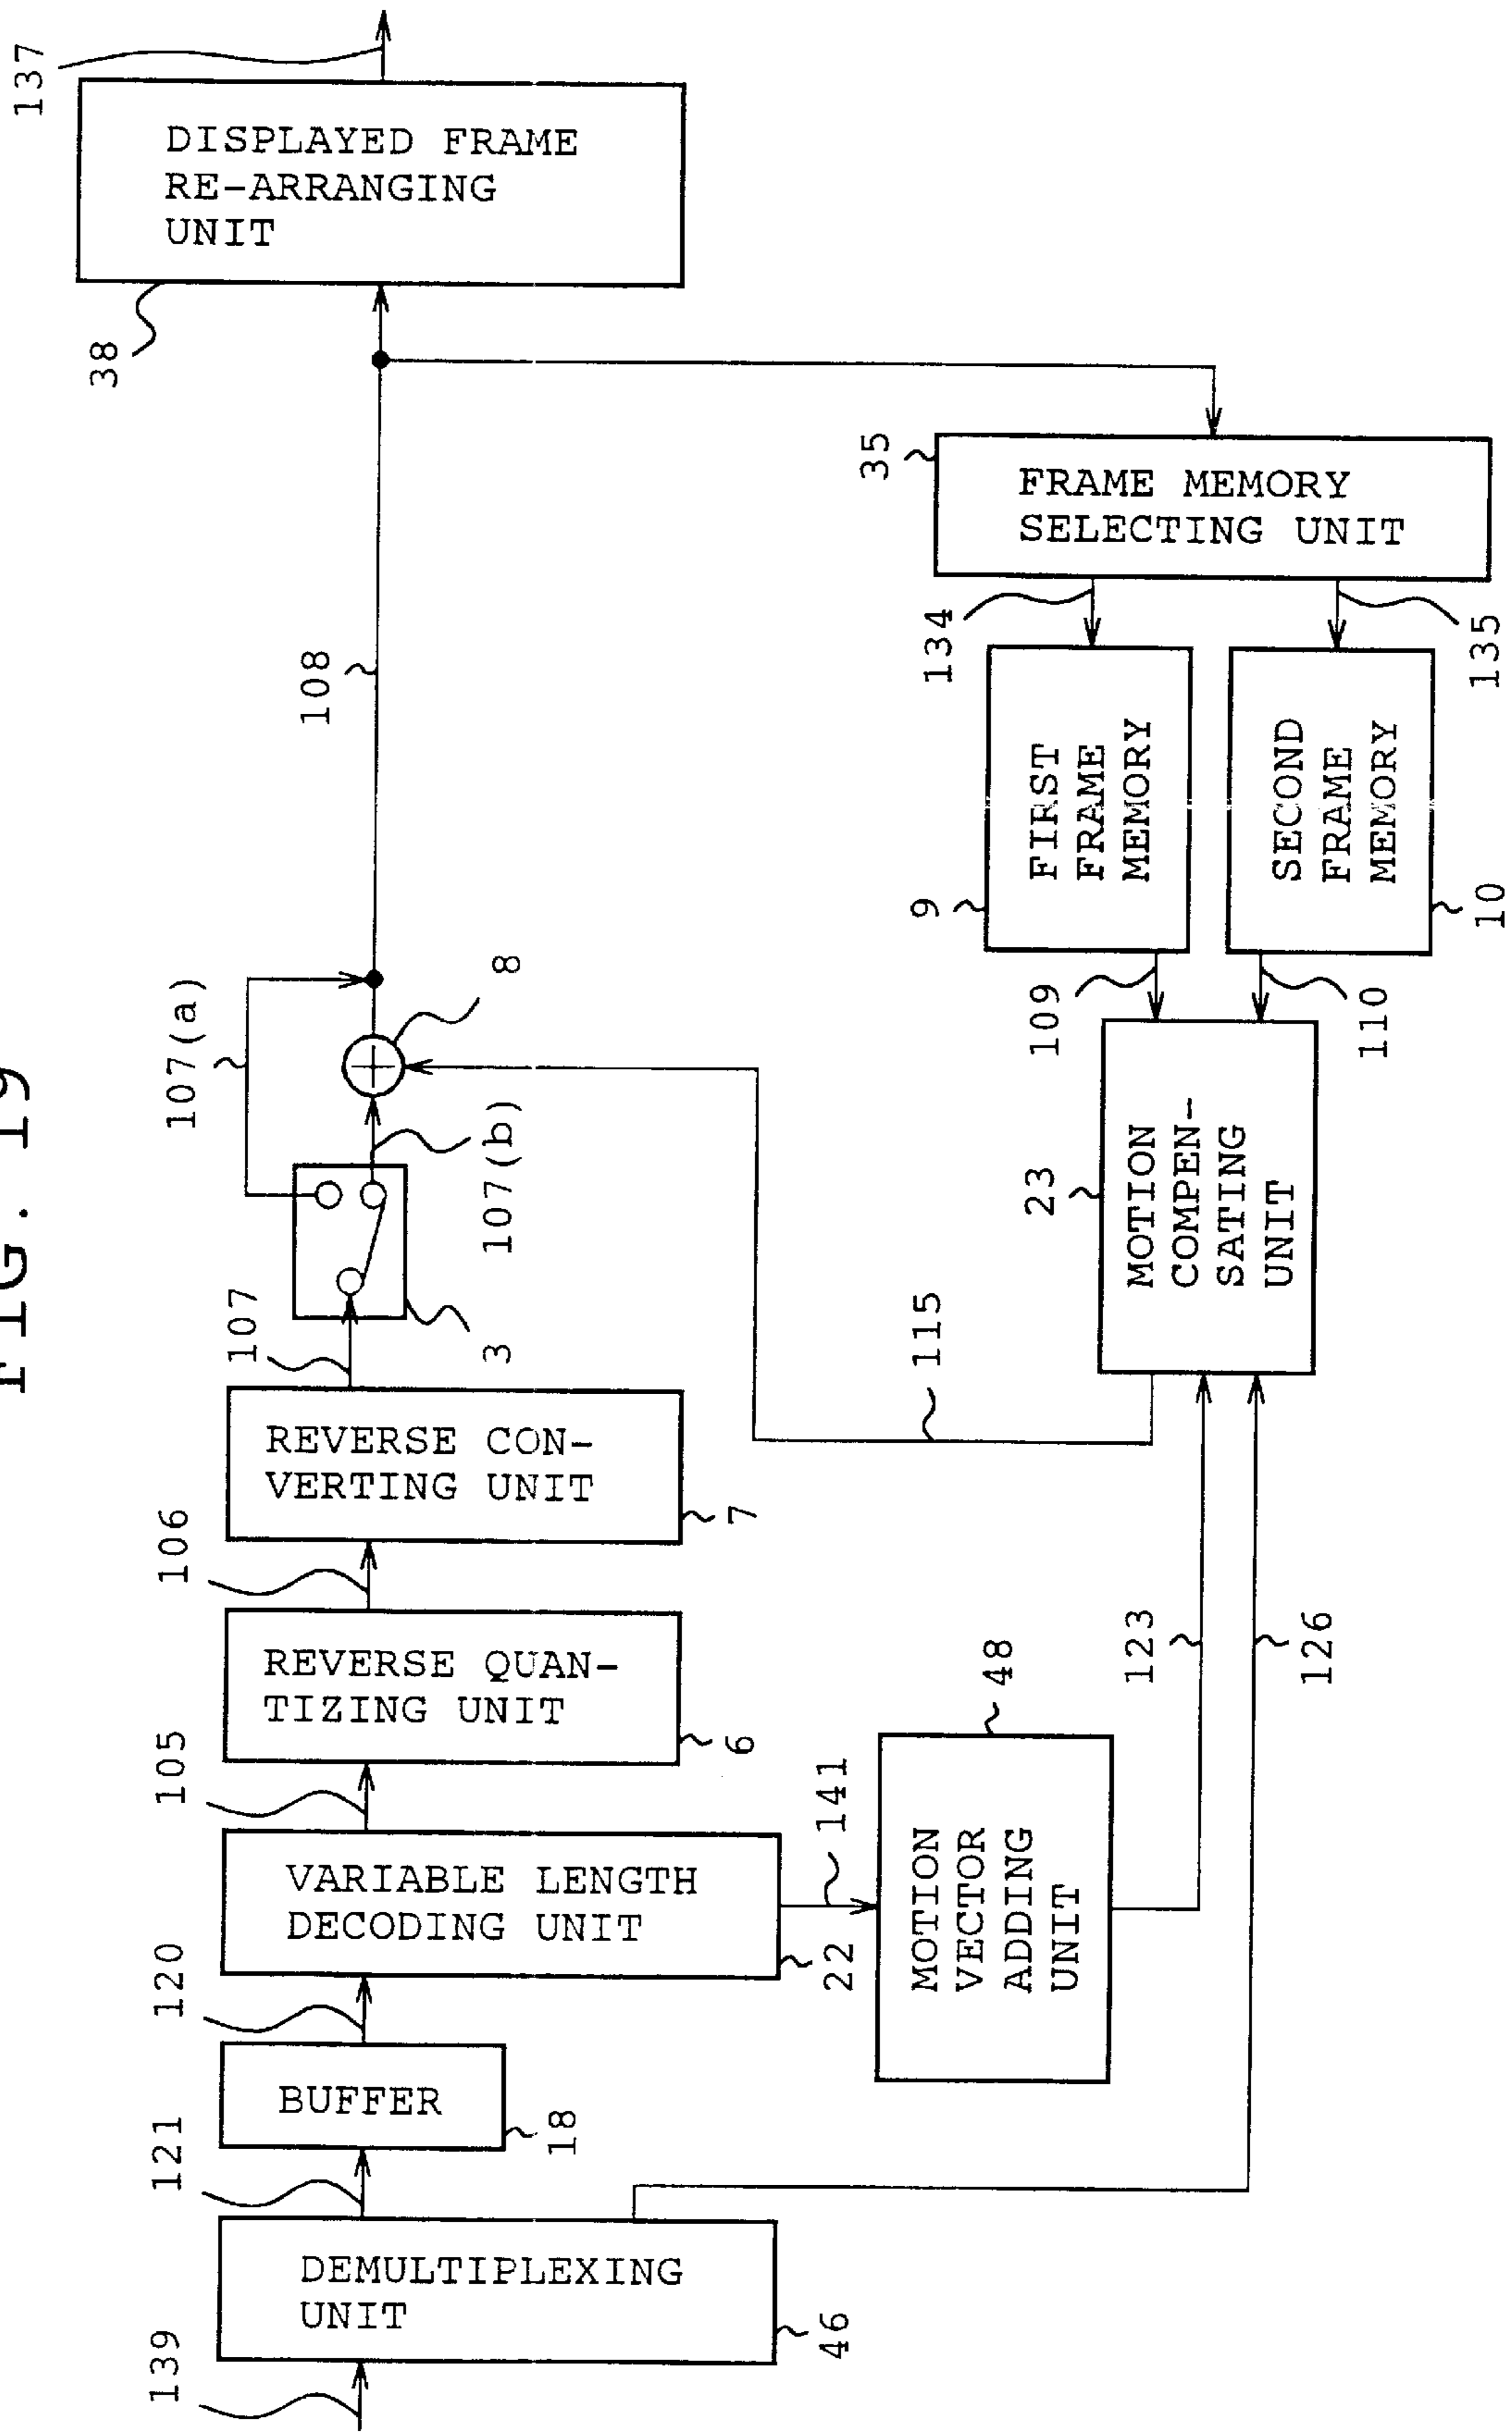 FIG. 19
137
DISPLAYED FRAME
RE-ARRANGING
UNIT
38
108
35
FRAME MEMORY
SELECTING UNIT
134
135
FIRST
FRAME
MEMORY
9
SECOND
FRAME
MEMORY
10
109
110
107(a)
8
107(b)
3
107
23
MOTION
COMPEN-
SATING
UNIT
115
REVERSE CON-
VERTING UNIT
7
106
REVERSE QUAN-
TIZING UNIT
6
105
123
126
48
VARIABLE LENGTH
DECODING UNIT
22
141
MOTION
VECTOR
ADDING
UNIT
120
BUFFER
18
121
DEMULTIPLEXING
UNIT
46
139